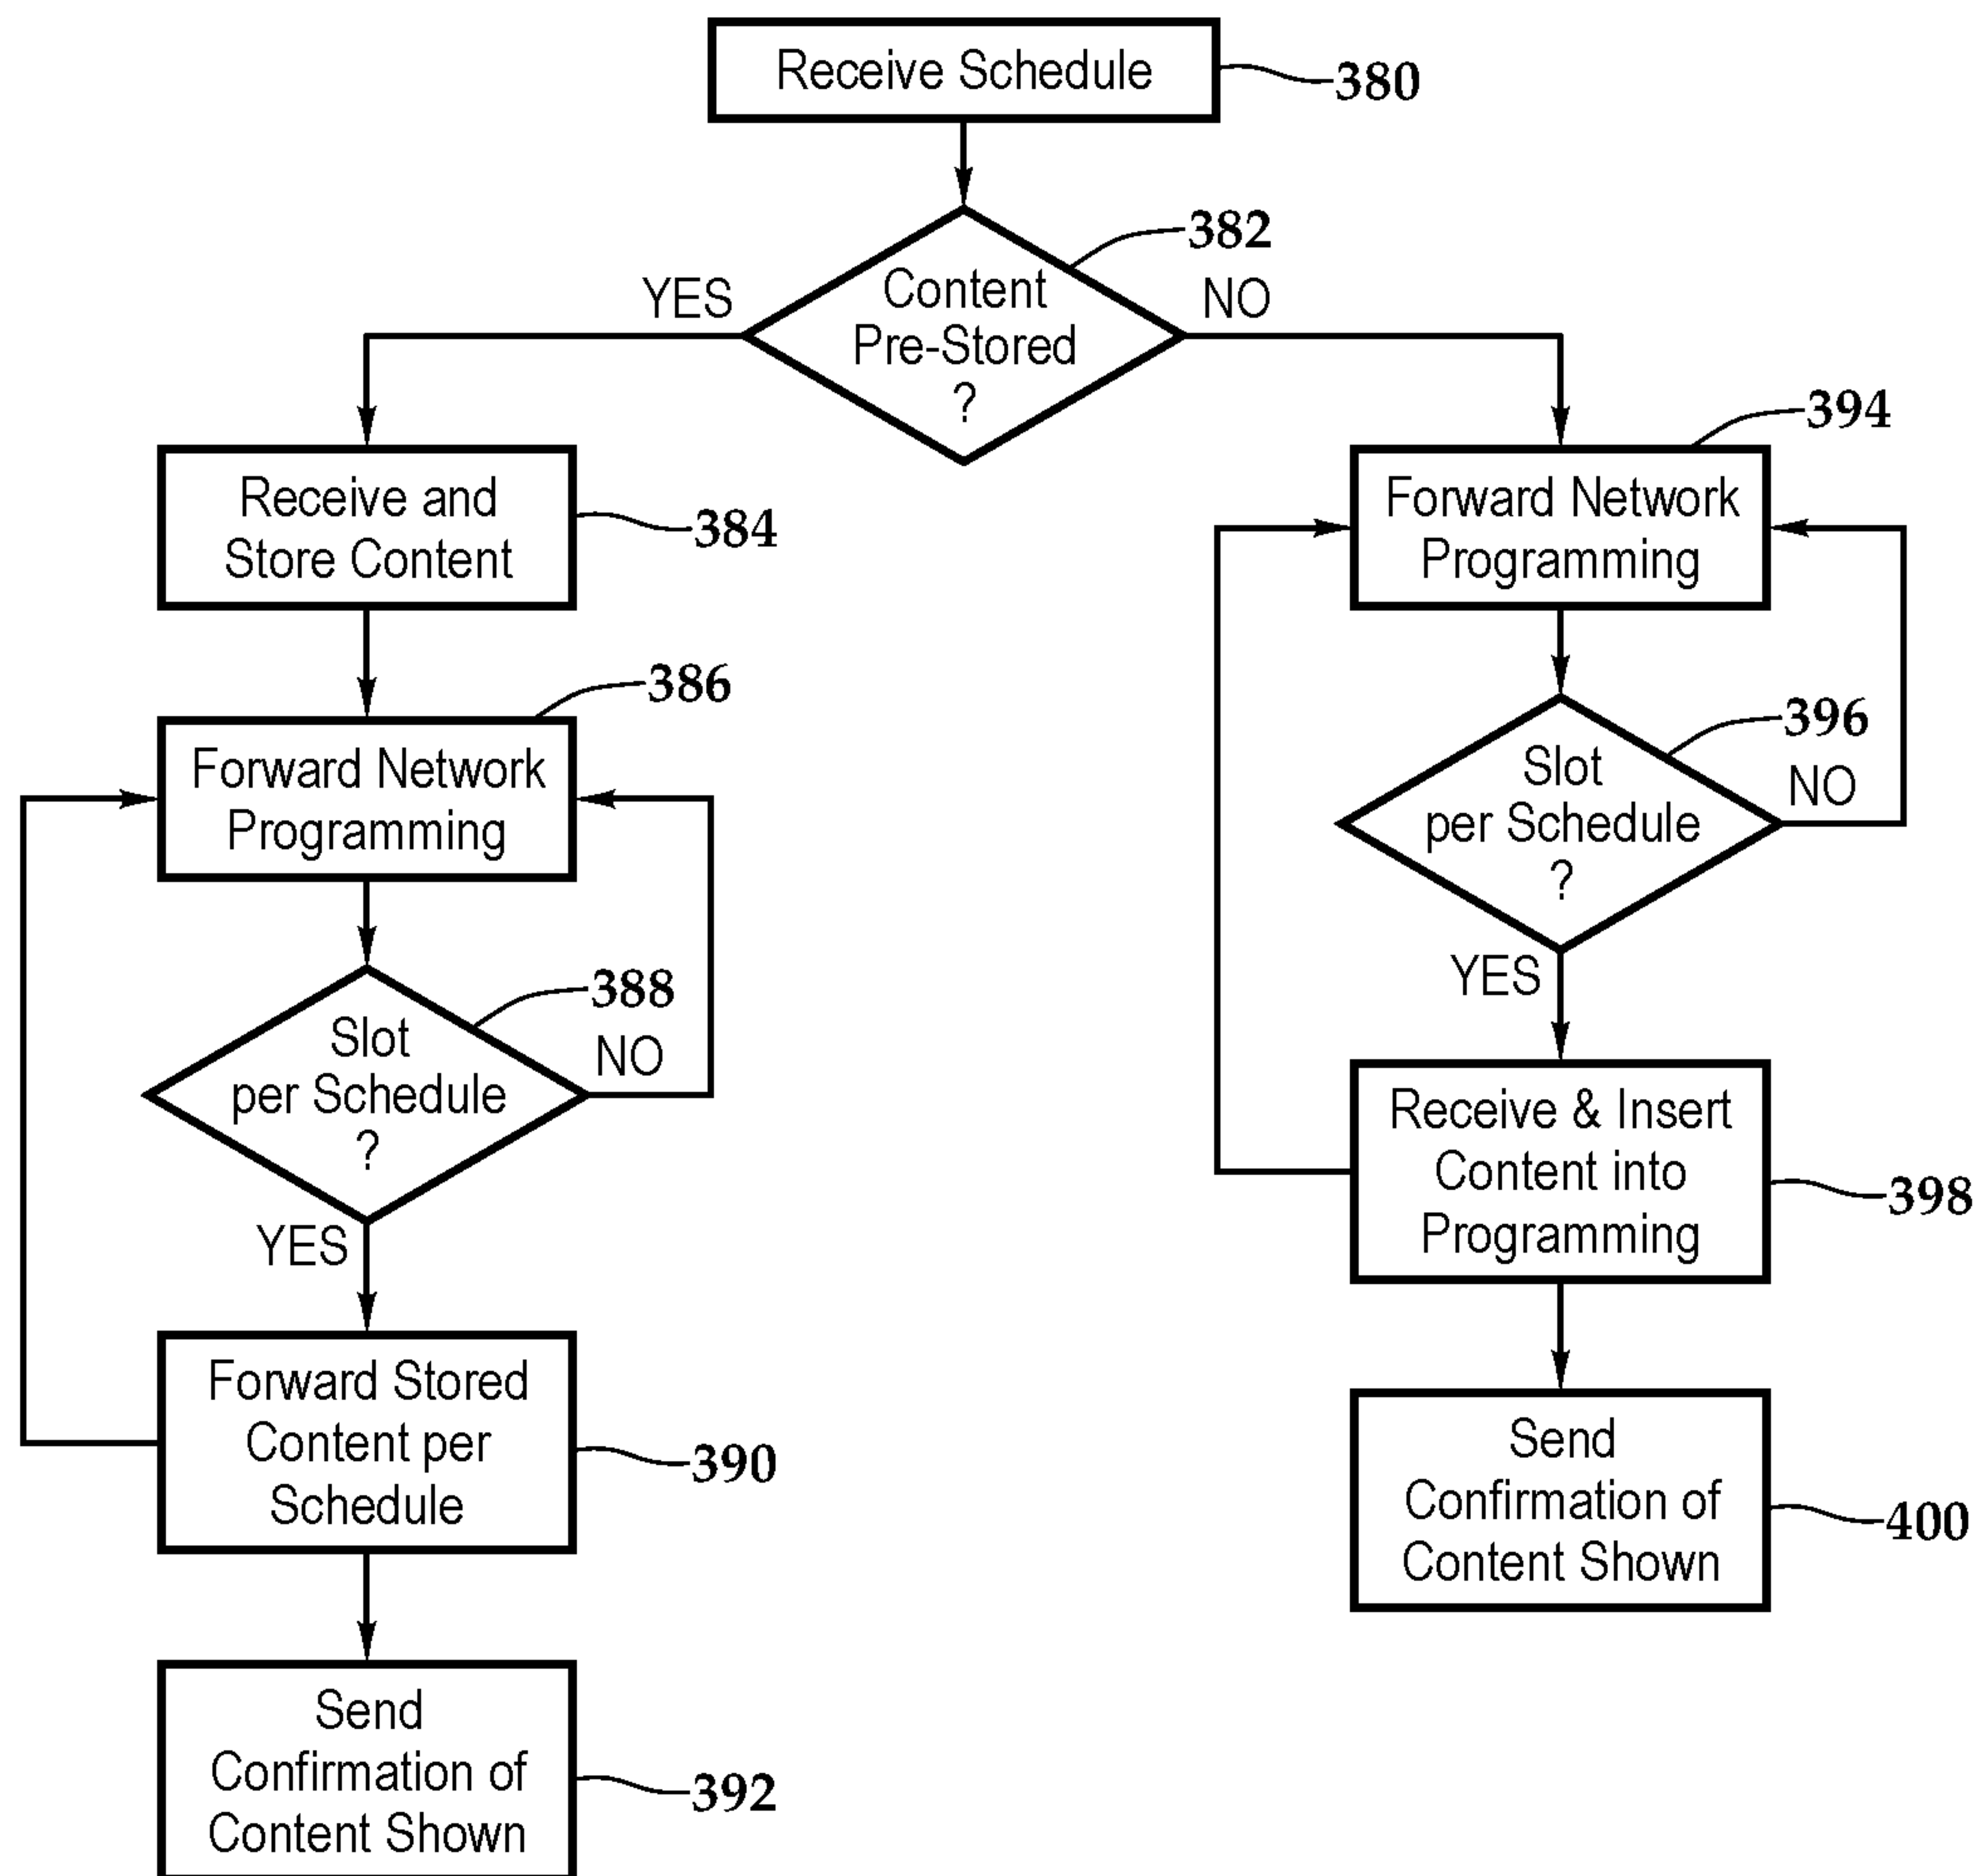 Receive Schedule
380
382
YES
Content
Pre-Stored
?
NO
Receive and
Store Content
384
Forward Network
Programming
386
Slot
per Schedule
?
388
NO
YES
Forward Stored
Content per
Schedule
390
Send
Confirmation of
Content Shown
392
394
Forward Network
Programming
396
Slot
per Schedule
?
NO
YES
Receive & Insert
Content into
Programming
398
Send
Confirmation of
Content Shown
400